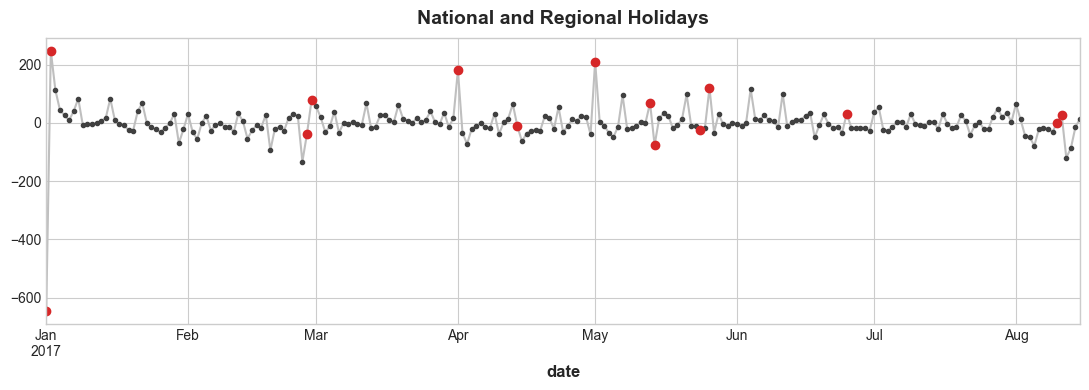 National and Regional Holidays
200
0
−200
−400
−600
Jan Feb Mar Apr May Jun Jul Aug
2017
date